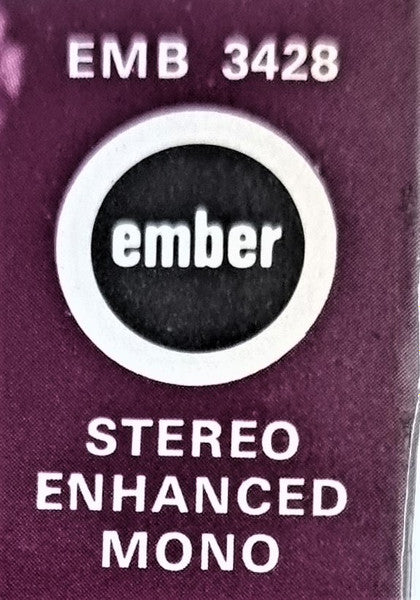 EMB 3428
ember
STEREO
ENHANCED
MONO